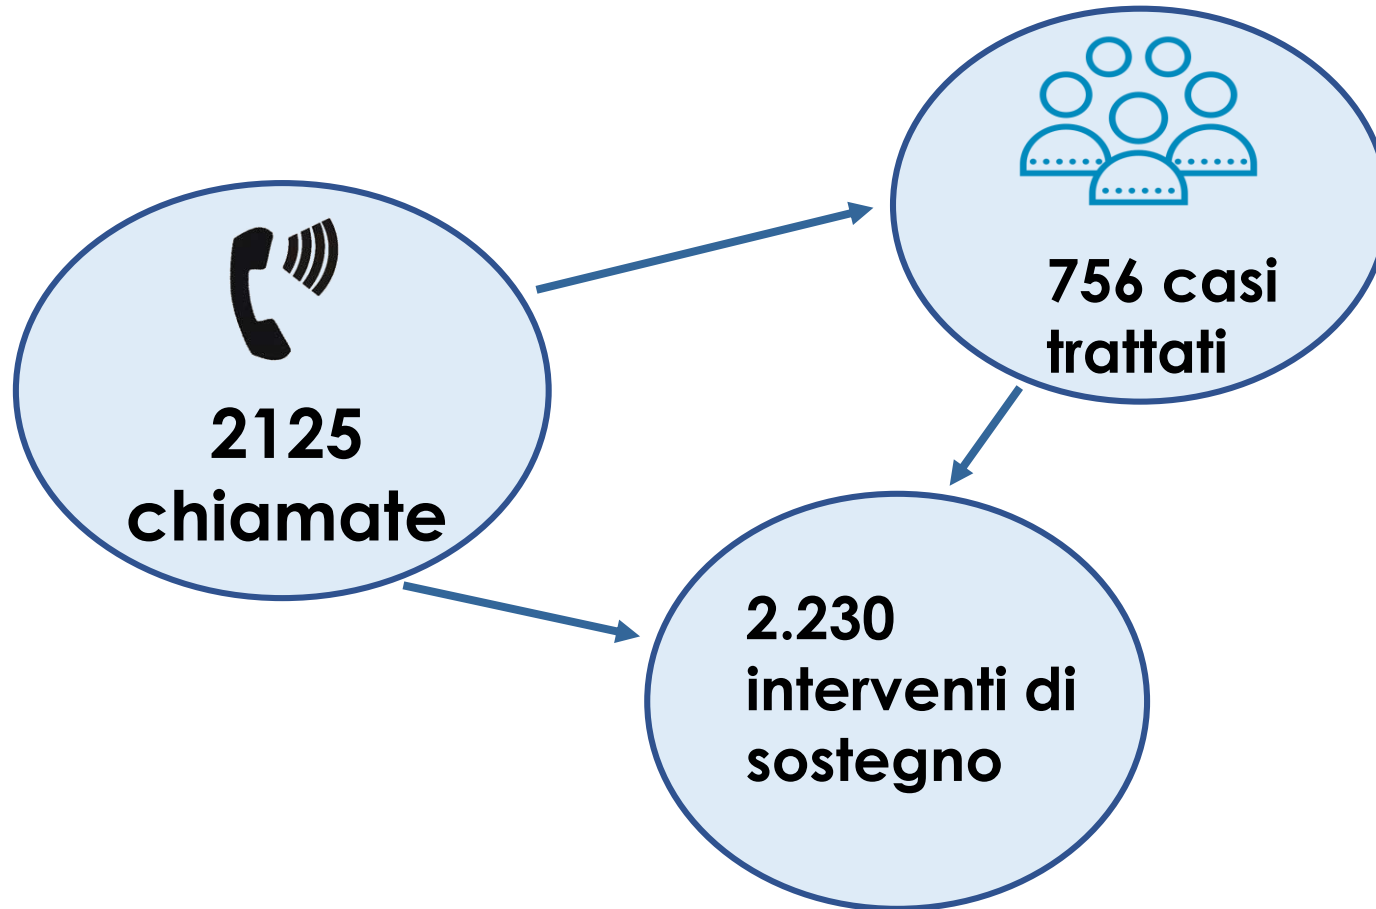 2125
chiamate
756 casi
trattati
2.230
interventi di
sostegno